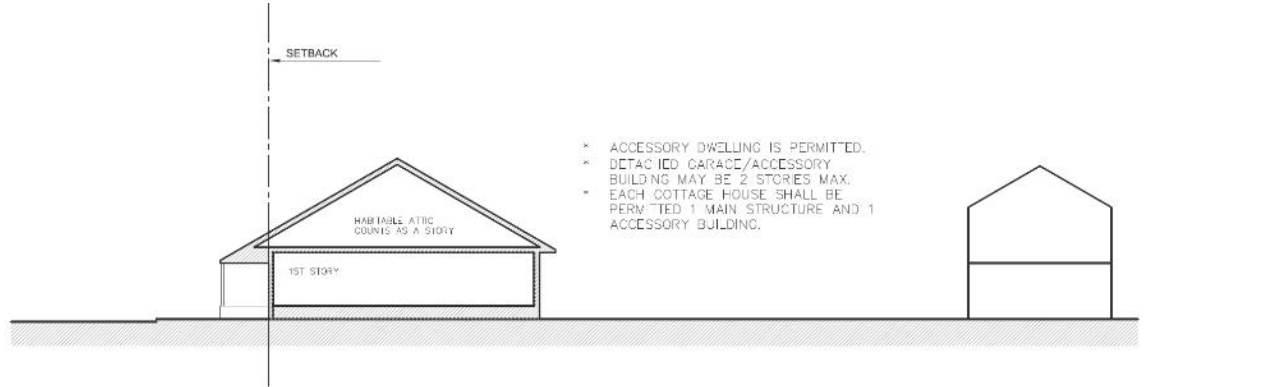 SETBACK
* ACCESSORY DWELLING IS PERMITTED.
* DETACHED GARAGE/ACCESSORY
BUILDING MAY BE 2 STORIES MAX.
* EACH COTTAGE HOUSE SHALL BE
PERMITTED 1 MAIN STRUCTURE AND 1
ACCESSORY BUILDING.
HABITABLE ATTIC
COUNTS AS A STORY
1ST STORY